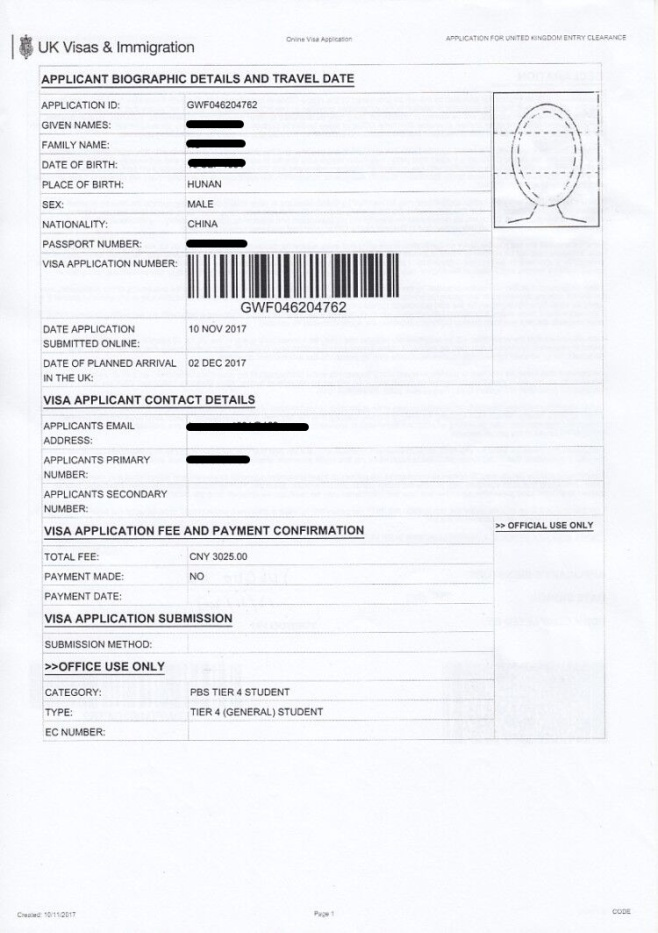 Online Visa Application
APPLICATION FOR UNITED KINGDOM ENTRY CLEARANCE
UK Visas & Immigration
APPLICANT BIOGRAPHIC DETAILS AND TRAVEL DATE
APPLICATION ID: GWF046204762
GIVEN NAMES:
FAMILY NAME:
DATE OF BIRTH:
PLACE OF BIRTH: HUNAN
SEX: MALE
NATIONALITY: CHINA
PASSPORT NUMBER:
VISA APPLICATION NUMBER:
GWF046204762
DATE APPLICATION 10 NOV 2017
SUBMITTED ONLINE:
DATE OF PLANNED ARRIVAL 02 DEC 2017
IN THE UK:
VISA APPLICANT CONTACT DETAILS
APPLICANTS EMAIL
ADDRESS:
APPLICANTS PRIMARY
NUMBER:
APPLICANTS SECONDARY
NUMBER:
VISA APPLICATION FEE AND PAYMENT CONFIRMATION
>> OFFICIAL USE ONLY
TOTAL FEE: CNY 3025.00
PAYMENT MADE: NO
PAYMENT DATE:
VISA APPLICATION SUBMISSION
SUBMISSION METHOD:
>>OFFICE USE ONLY
CATEGORY: PBS TIER 4 STUDENT
TYPE: TIER 4 (GENERAL) STUDENT
EC NUMBER:
Created: 10/11/2017
Page 1
CODE